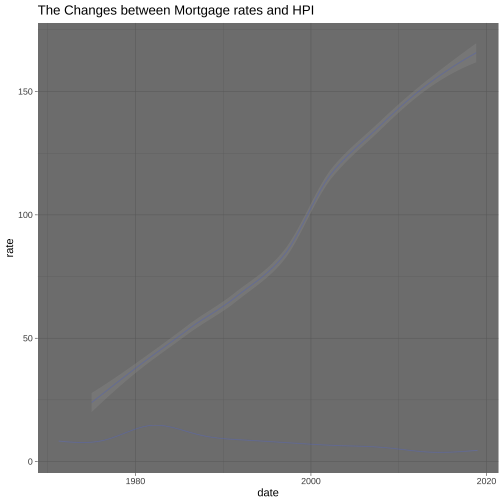 The Changes between Mortgage rates and HPI
150
100
50
0
rate
1980
2000
2020
date